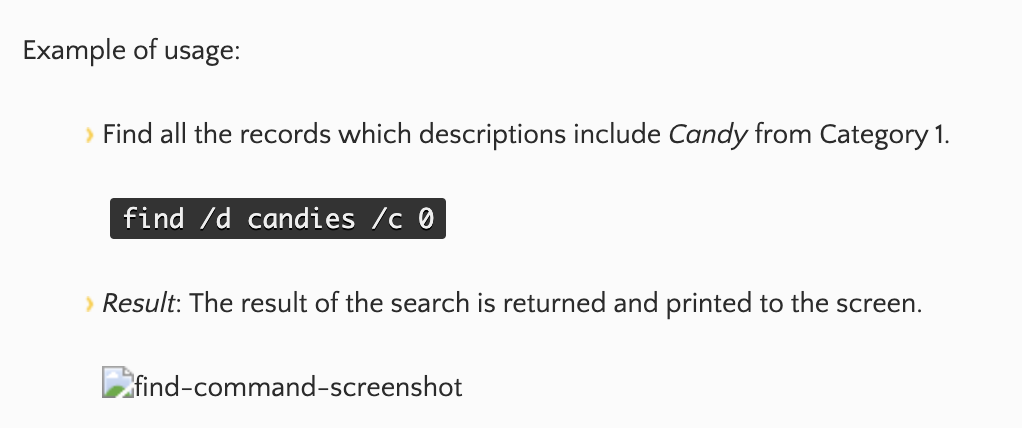 Example of usage:
› Find all the records which descriptions include Candy from Category 1.
find /d candies /c 0
› Result: The result of the search is returned and printed to the screen.
find-command-screenshot